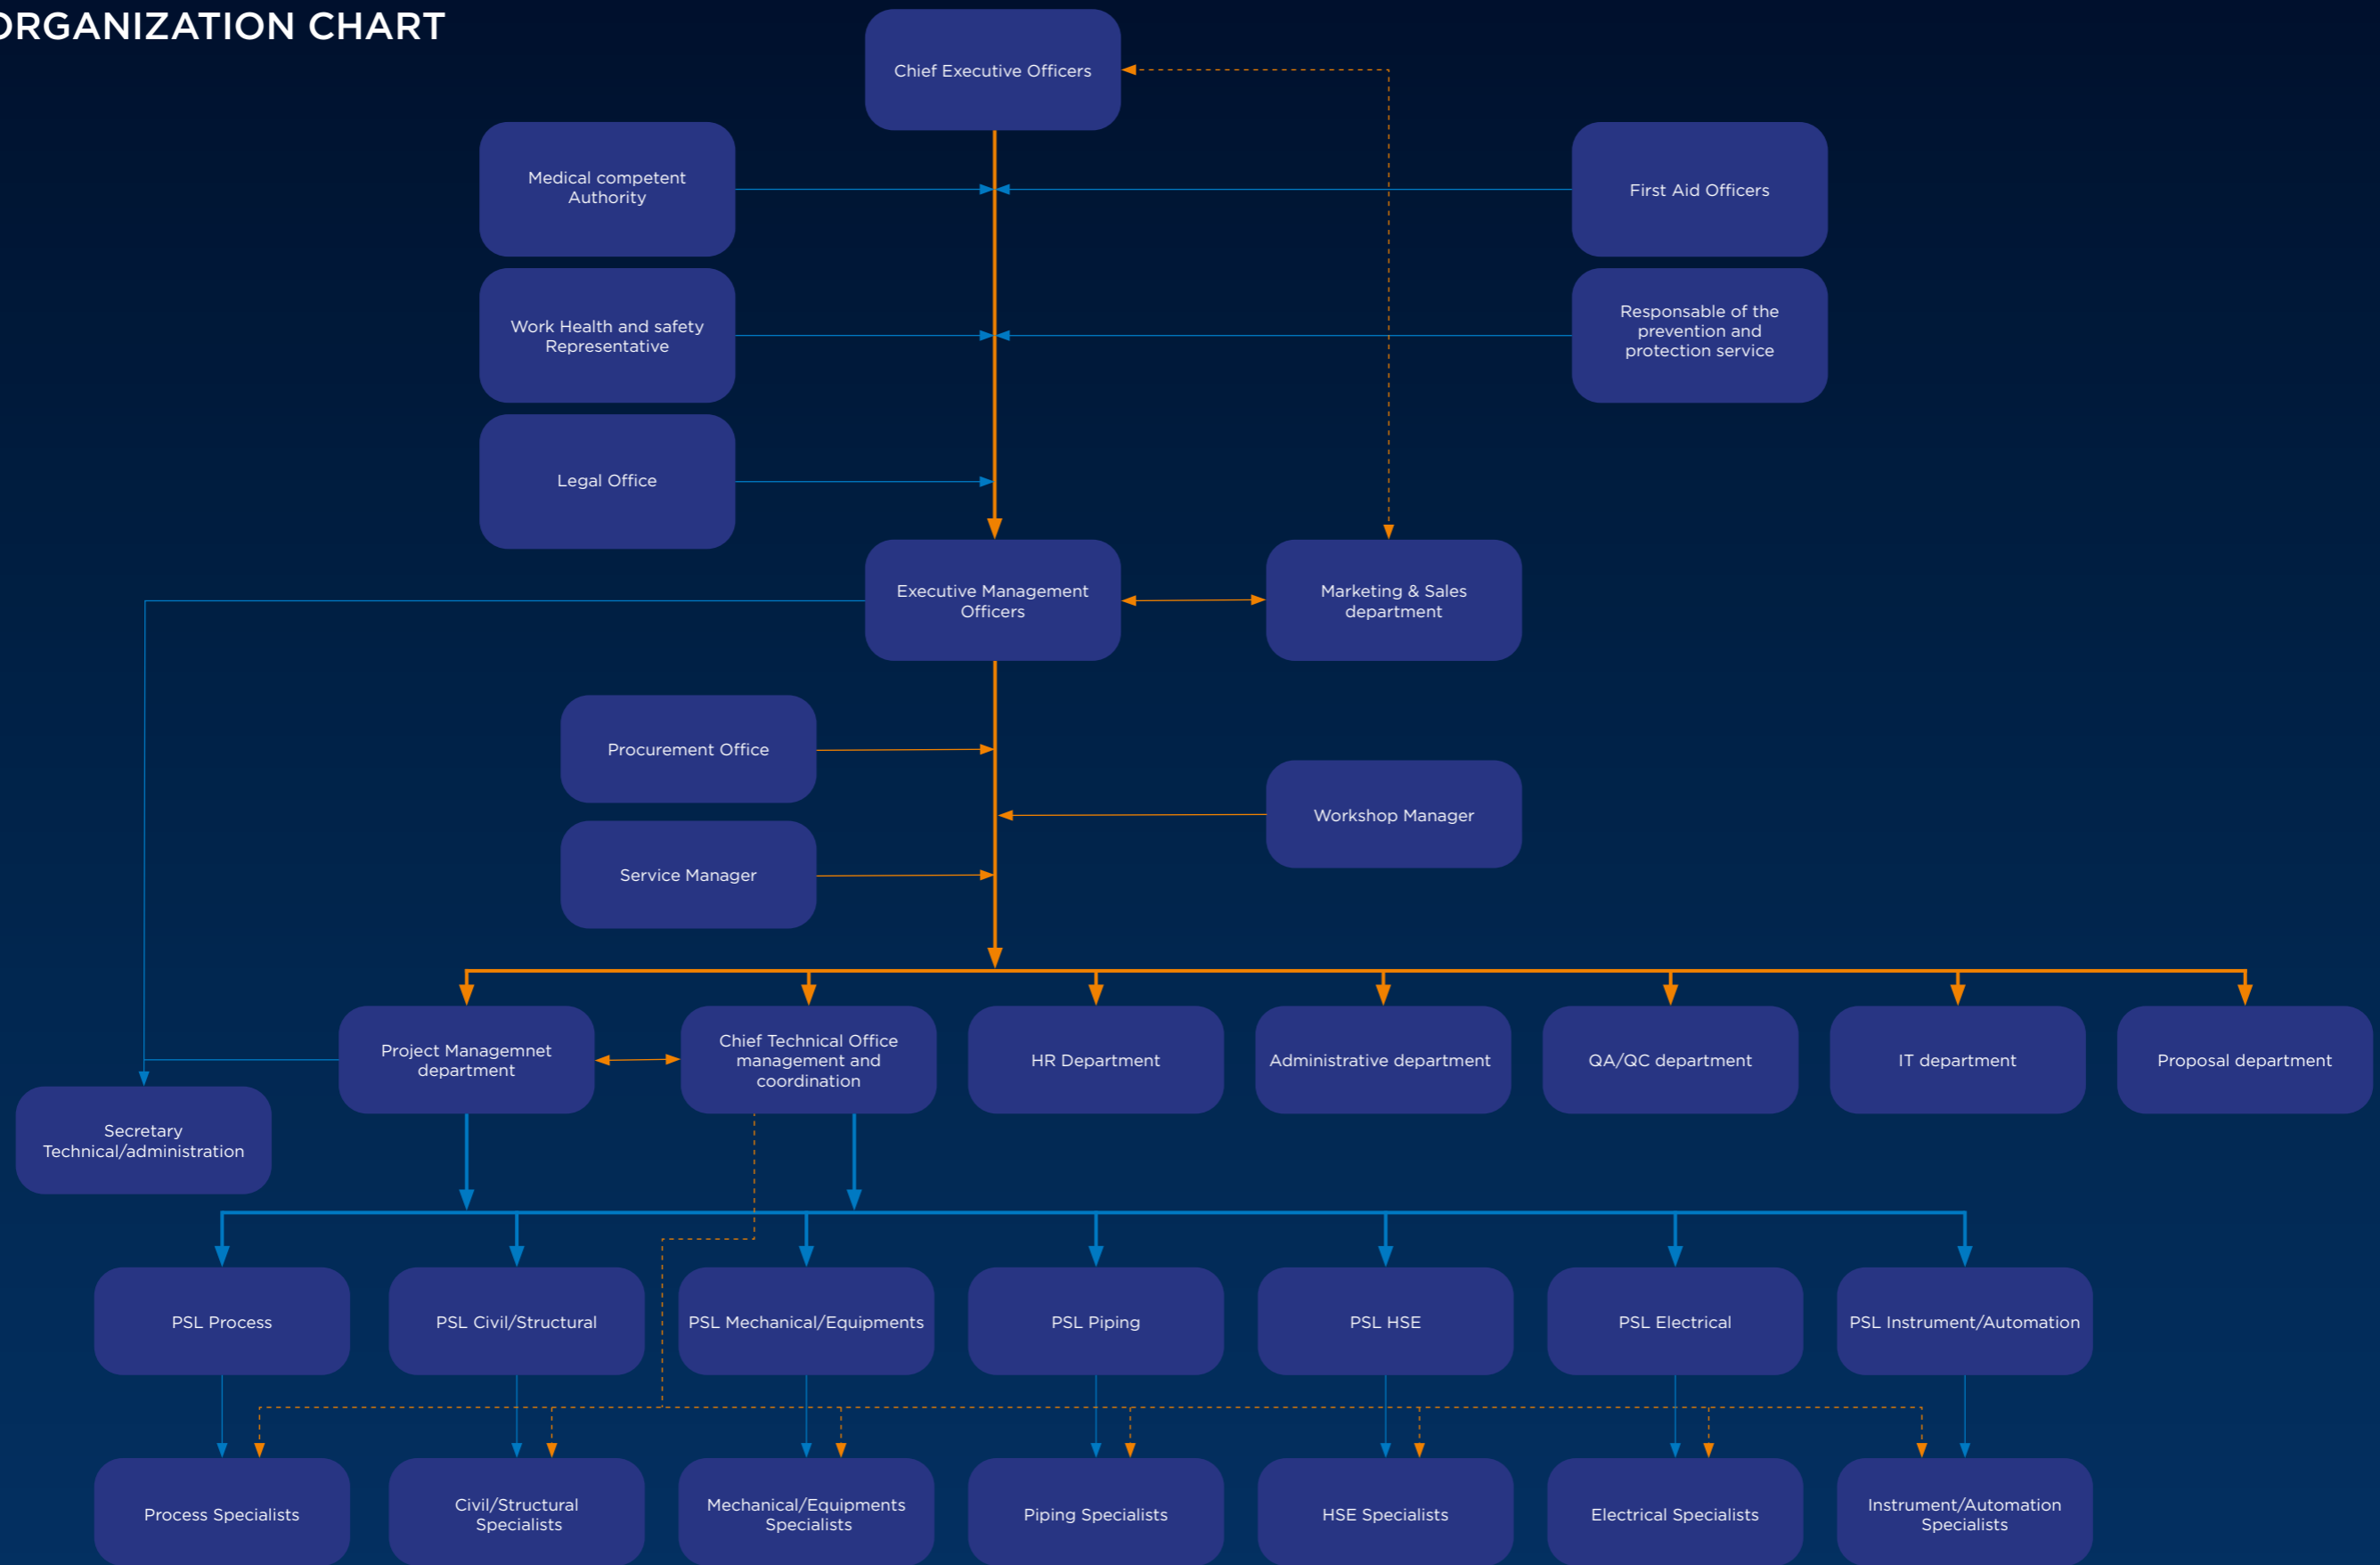 ORGANIZATION CHART
Chief Executive Officers
Medical competent
Authority
First Aid Officers
Work Health and safety
Representative
Responsable of the
prevention and
protection service
Legal Office
Executive Management
Officers
Marketing & Sales
department
Procurement Office
Workshop Manager
Service Manager
Project Managemnet
department
Chief Technical Office
management and
coordination
HR Department
Administrative department
QA/QC department
IT department
Proposal department
Secretary
Technical/administration
PSL Process
PSL Civil/Structural
PSL Mechanical/Equipments
PSL Piping
PSL HSE
PSL Electrical
PSL Instrument/Automation
Process Specialists
Civil/Structural
Specialists
Mechanical/Equipments
Specialists
Piping Specialists
HSE Specialists
Electrical Specialists
Instrument/Automation
Specialists